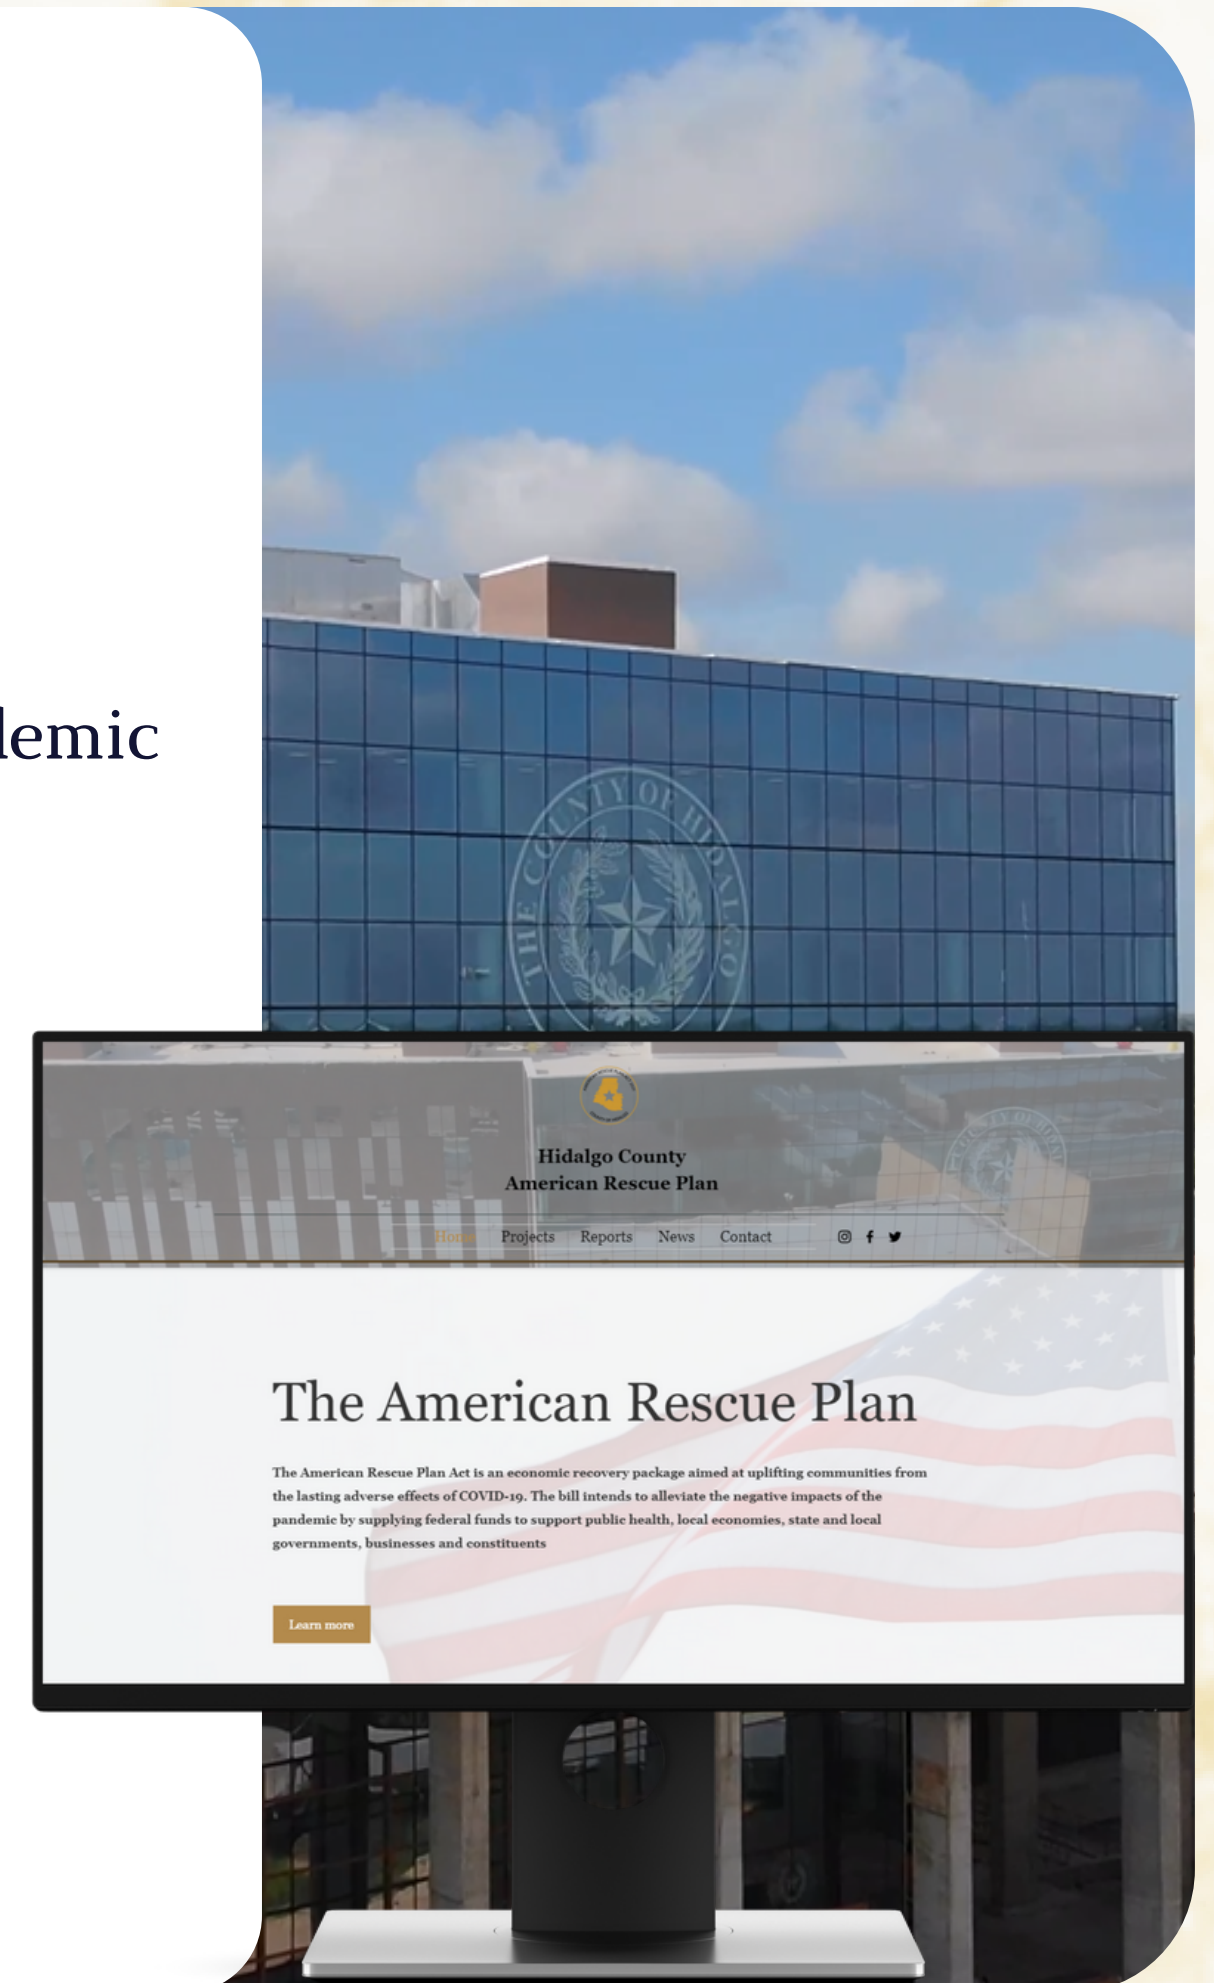 demic
THE COUNTY OF HIDALGO
Hidalgo County
American Rescue Plan
Home Projects Reports News Contact
The American Rescue Plan
The American Rescue Plan Act is an economic recovery package aimed at uplifting communities from
the lasting adverse effects of COVID-19. The bill intends to alleviate the negative impacts of the
pandemic by supplying federal funds to support public health, local economies, state and local
governments, businesses and constituents
Learn more